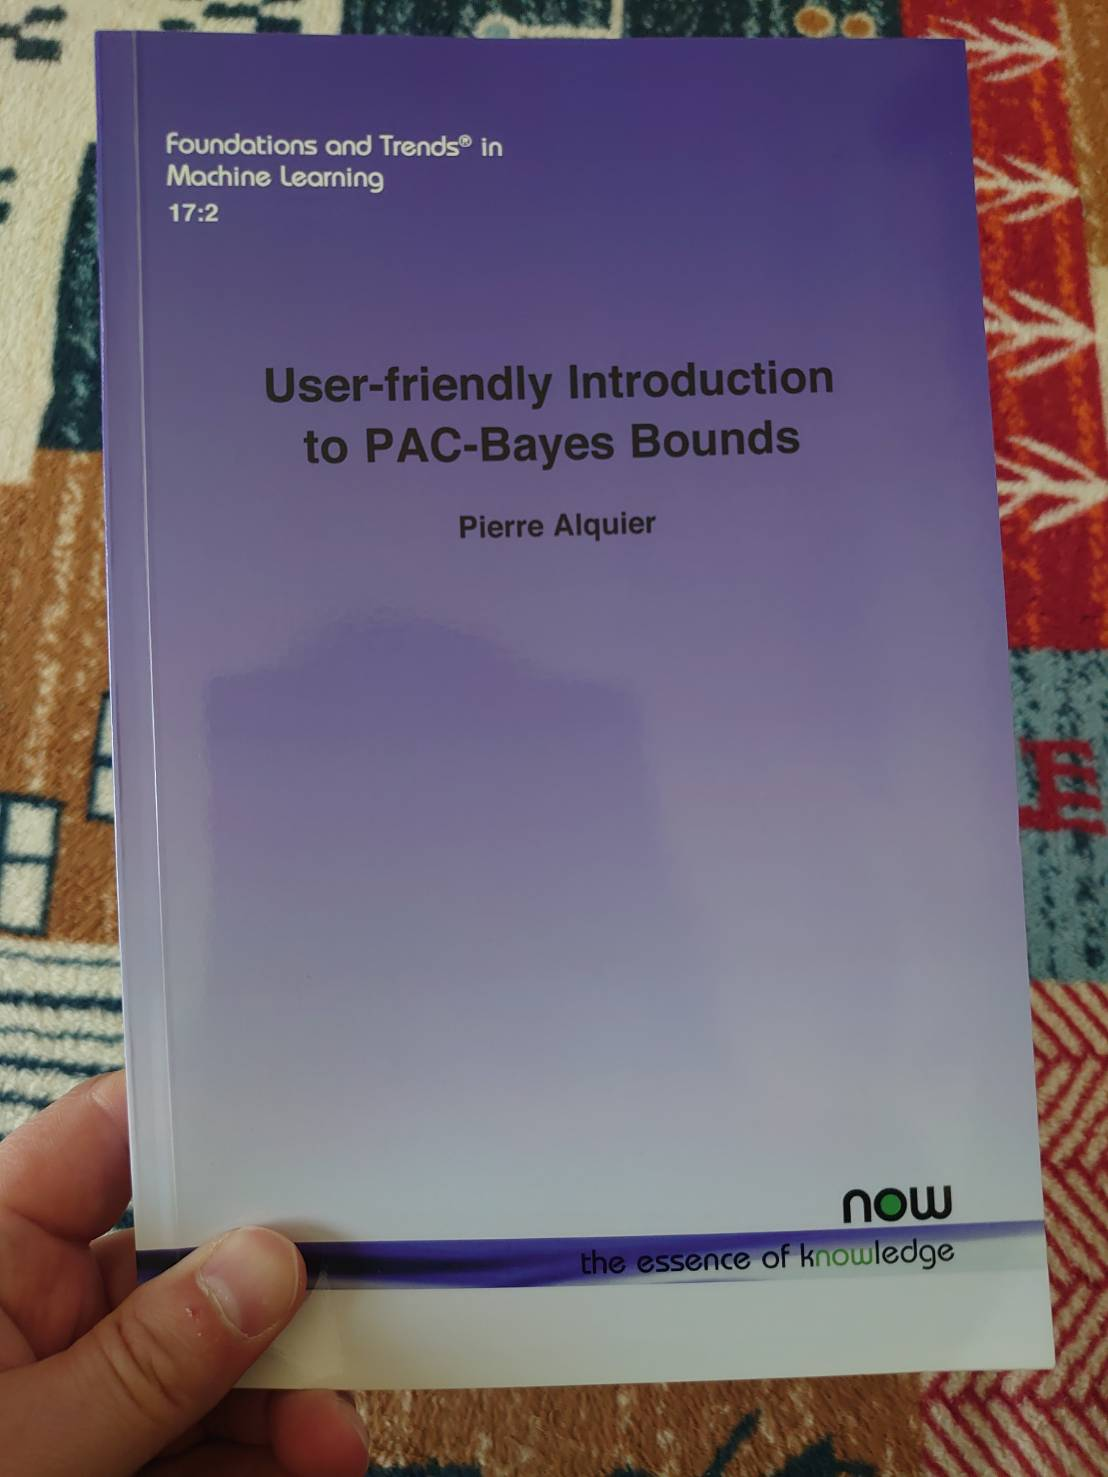 Foundations and Trends® in
Machine Learning
17:2
User-friendly Introduction
to PAC-Bayes Bounds
Pierre Alquier
now
the essence of knowledge